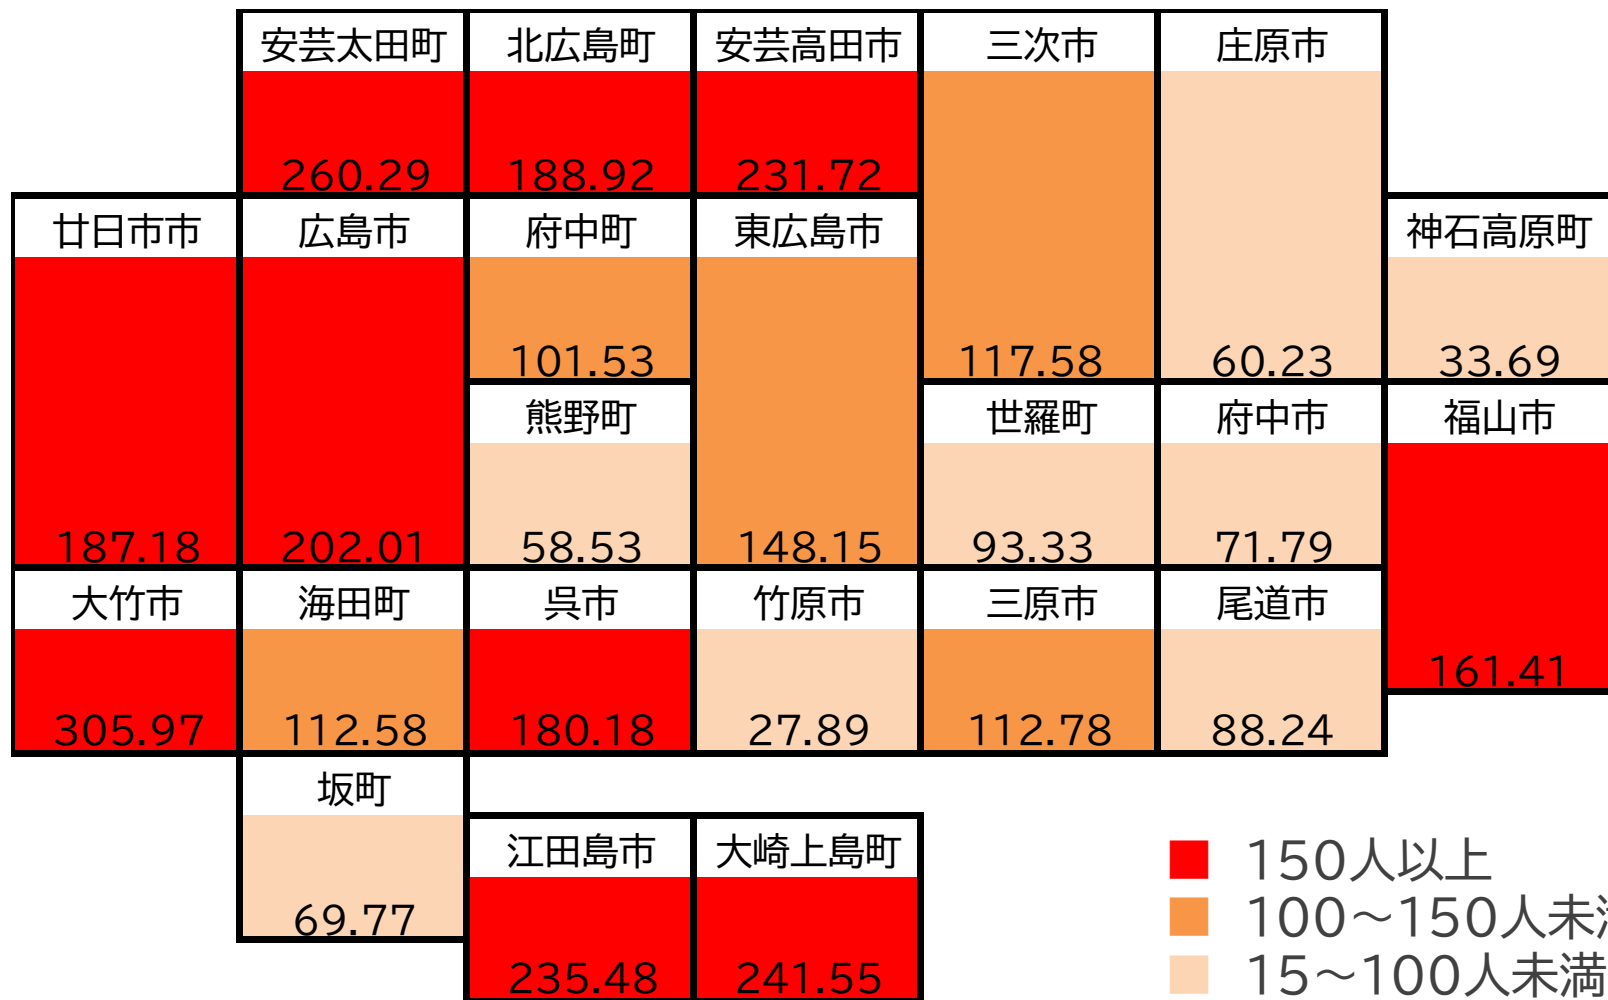 安芸太田町 北広島町 安芸高田市 三次市 庄原市
260.29 188.92 231.72
廿日市市 広島市 府中町 東広島市 神石高原町
101.53 117.58 60.23 33.69
熊野町 世羅町 府中市 福山市
187.18 202.01 58.53 148.15 93.33 71.79
大竹市 海田町 呉市 竹原市 三原市 尾道市
161.41
305.97 112.58 180.18 27.89 112.78 88.24
坂町
江田島市 大崎上島町
69.77
235.48 241.55
150人以上
100～150人未満
15～100人未満